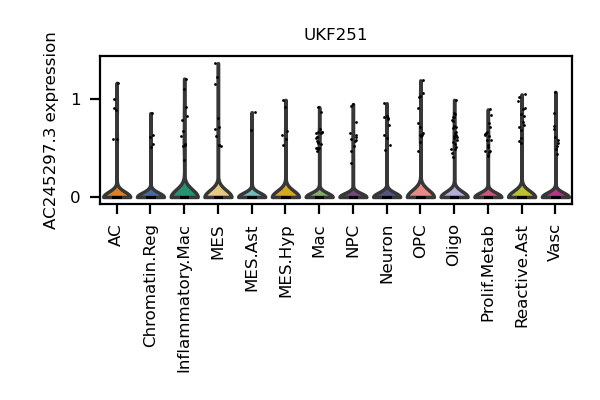 UKF251
AC245297.3 expression
1
0
AC
Chromatin.Reg
Inflammatory.Mac
MES
MES.Ast
MES.Hyp
Mac
NPC
Neuron
OPC
Oligo
Prolif.Metab
Reactive.Ast
Vasc